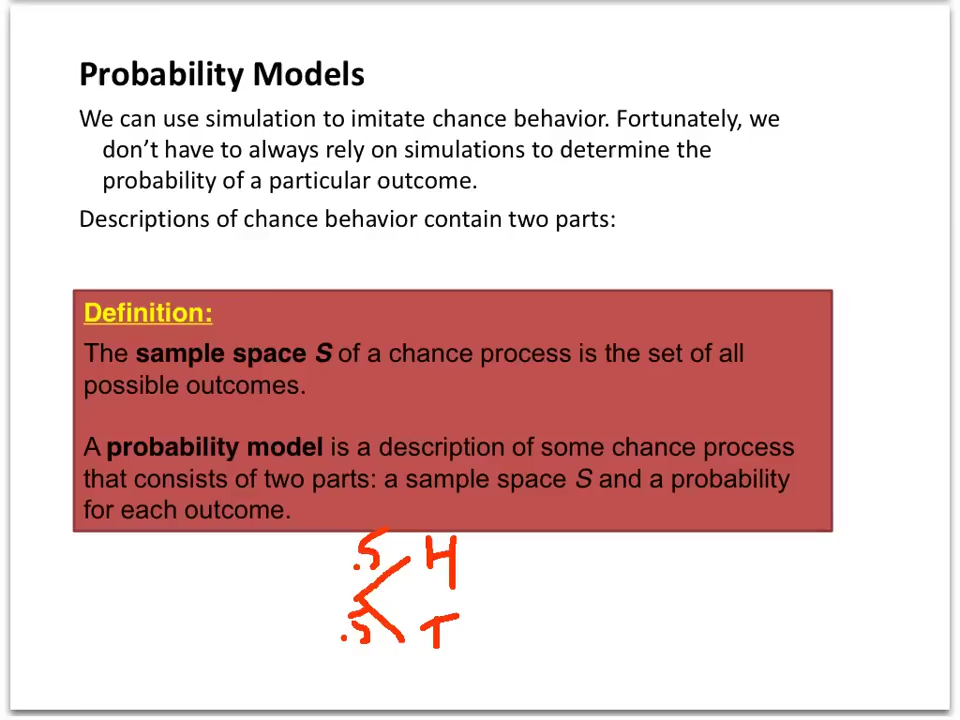 Probability Models
We can use simulation to imitate chance behavior. Fortunately, we
don’t have to always rely on simulations to determine the
probability of a particular outcome.
Descriptions of chance behavior contain two parts:
Definition:
The sample space S of a chance process is the set of all
possible outcomes.
A probability model is a description of some chance process
that consists of two parts: a sample space S and a probability
for each outcome.
.5 H
.5 T